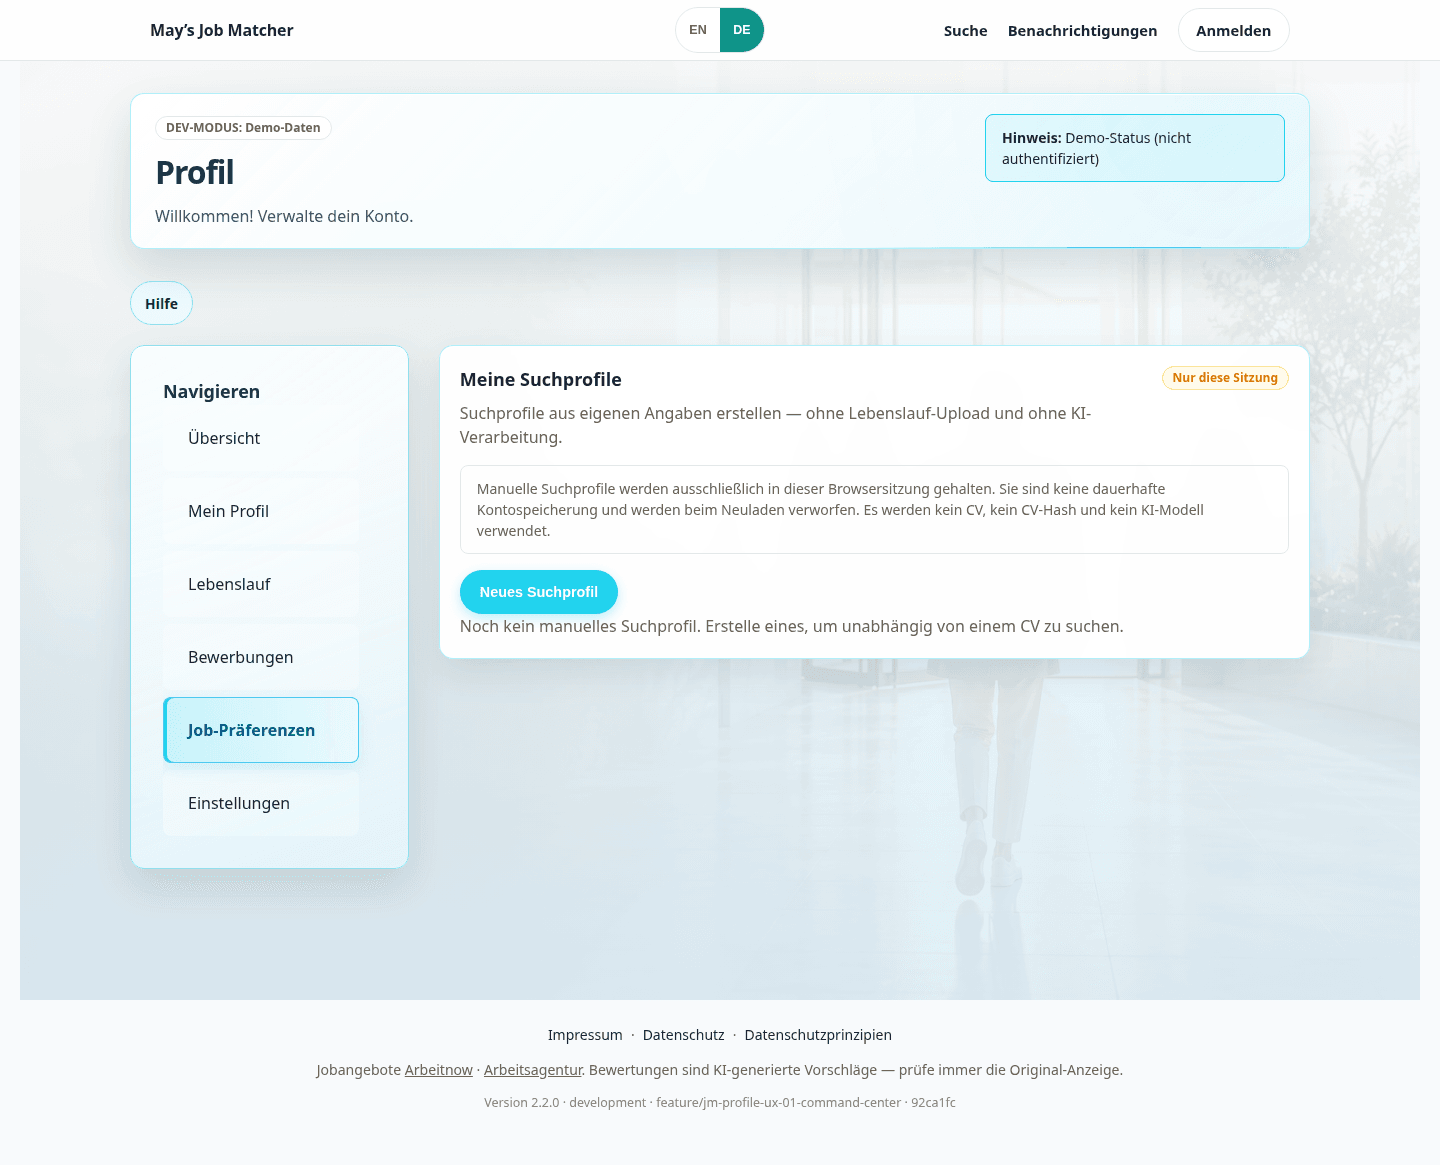 May’s Job Matcher
EN DE
Suche Benachrichtigungen Anmelden
DEV-MODUS: Demo-Daten
Profil
Willkommen! Verwalte dein Konto.
Hinweis: Demo-Status (nicht
authentifiziert)
Hilfe
Navigieren
Übersicht
Mein Profil
Lebenslauf
Bewerbungen
Job-Präferenzen
Einstellungen
Meine Suchprofile
Nur diese Sitzung
Suchprofile aus eigenen Angaben erstellen — ohne Lebenslauf-Upload und ohne KI-
Verarbeitung.
Manuelle Suchprofile werden ausschließlich in dieser Browsersitzung gehalten. Sie sind keine dauerhafte
Kontospeicherung und werden beim Neuladen verworfen. Es werden kein CV, kein CV-Hash und kein KI-Modell
verwendet.
Neues Suchprofil
Noch kein manuelles Suchprofil. Erstelle eines, um unabhängig von einem CV zu suchen.
Impressum · Datenschutz · Datenschutzprinzipien
Jobangebote Arbeitnow · Arbeitsagentur. Bewertungen sind KI-generierte Vorschläge — prüfe immer die Original-Anzeige.
Version 2.2.0 · development · feature/jm-profile-ux-01-command-center · 92ca1fc